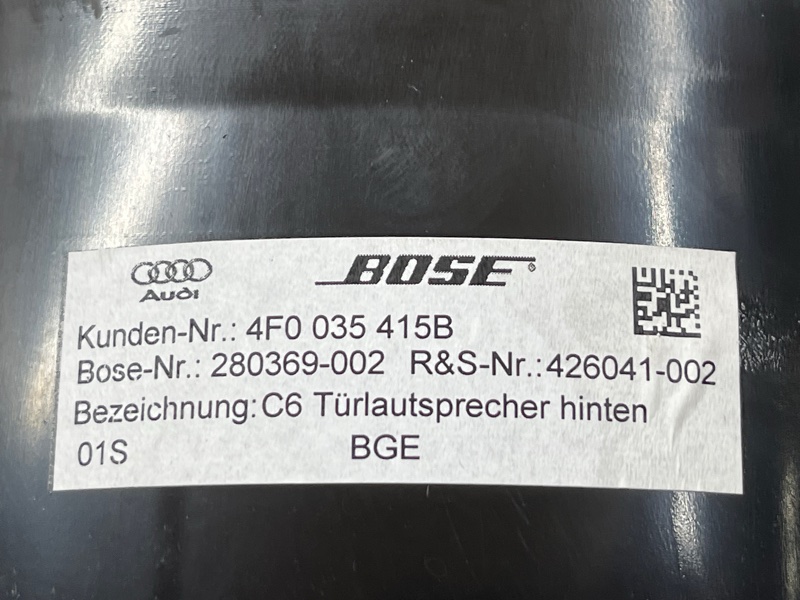 Audi BOSE®
Kunden-Nr.: 4F0 035 415B
Bose-Nr.: 280369-002 R&S-Nr.:426041-002
Bezeichnung:C6 Türlautsprecher hinten
01S BGE